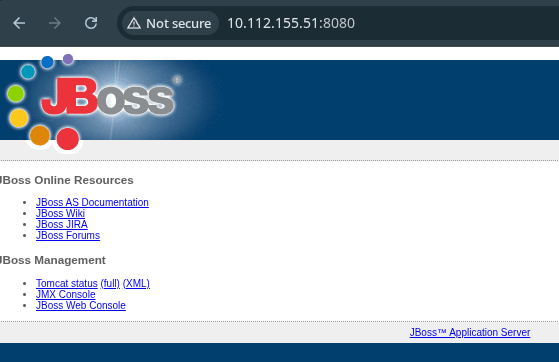 Not secure 10.112.155.51:8080
JBoss
JBoss Online Resources
JBoss AS Documentation
JBoss Wiki
JBoss JIRA
JBoss Forums
JBoss Management
Tomcat status (full) (XML)
JMX Console
JBoss Web Console
JBoss™ Application Server